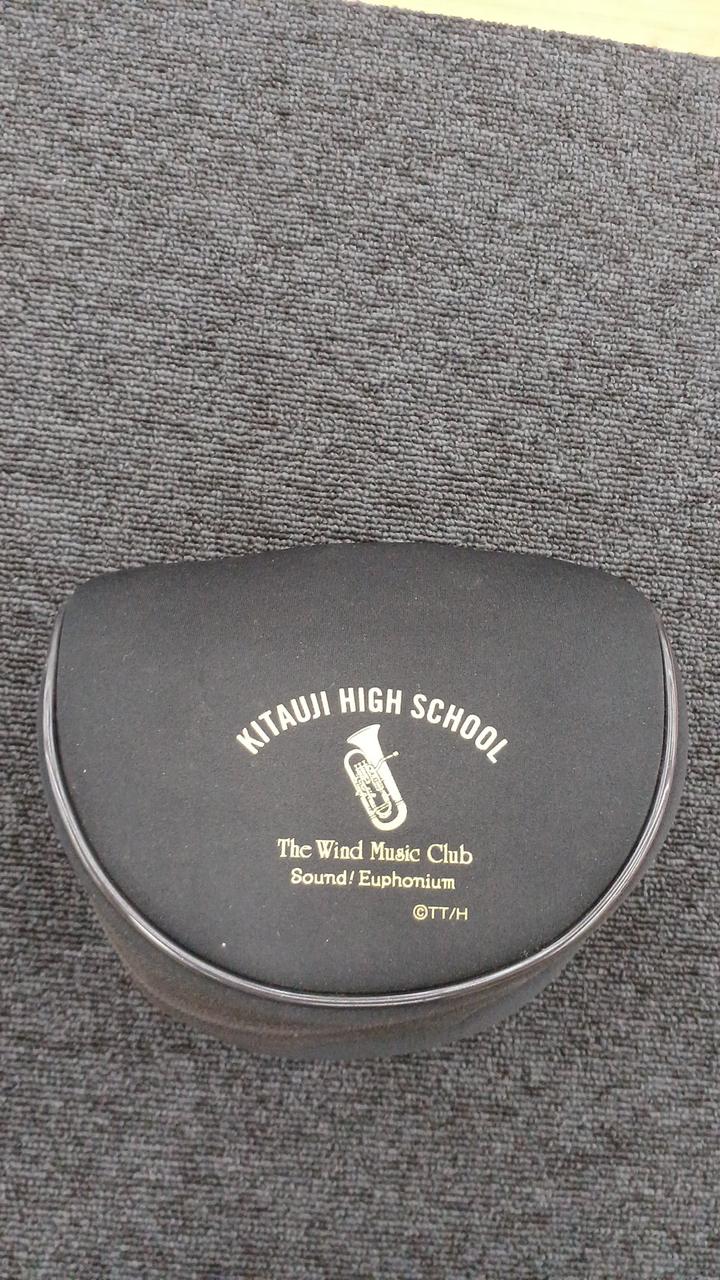 KITAUJI HIGH SCHOOL
The Wind Music Club
Sound! Euphonium
©TT/H